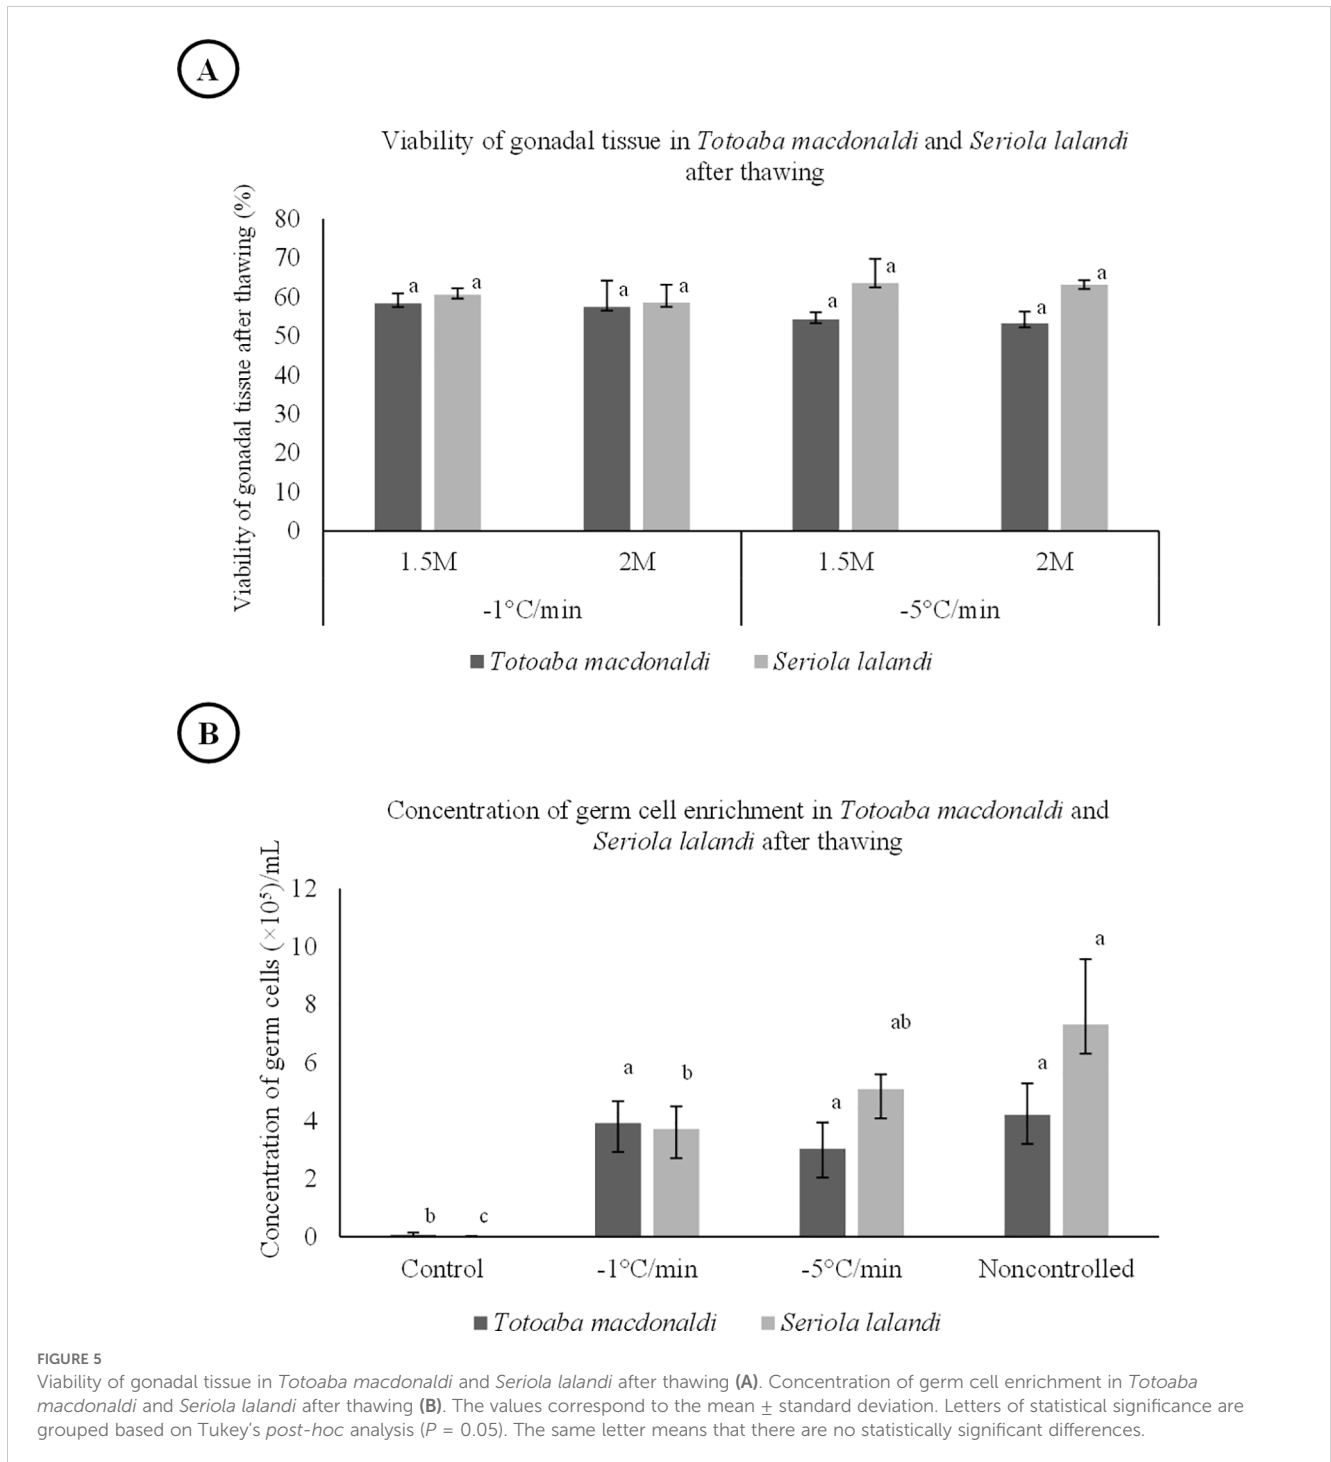 A
Viability of gonadal tissue in Totoaba macdonaldi and Seriola lalandi
after thawing
Viability of gonadal tissue after thawing (%)
80
70
60
50
40
30
20
10
0
a
a
a
a
a
a
a
a
1.5M
2M
1.5M
2M
-1°C/min
-5°C/min
Totoaba macdonaldi
Seriola lalandi
B
Concentration of germ cell enrichment in Totoaba macdonaldi and
Seriola lalandi after thawing
Concentration of germ cells (×10⁵)/mL
12
10
8
6
4
2
0
b
c
a
b
a
ab
a
a
Control
-1°C/min
-5°C/min
Noncontrolled
Totoaba macdonaldi
Seriola lalandi
FIGURE 5
Viability of gonadal tissue in Totoaba macdonaldi and Seriola lalandi after thawing (A). Concentration of germ cell enrichment in Totoaba
macdonaldi and Seriola lalandi after thawing (B). The values correspond to the mean ± standard deviation. Letters of statistical significance are
grouped based on Tukey's post-hoc analysis (P = 0.05). The same letter means that there are no statistically significant differences.